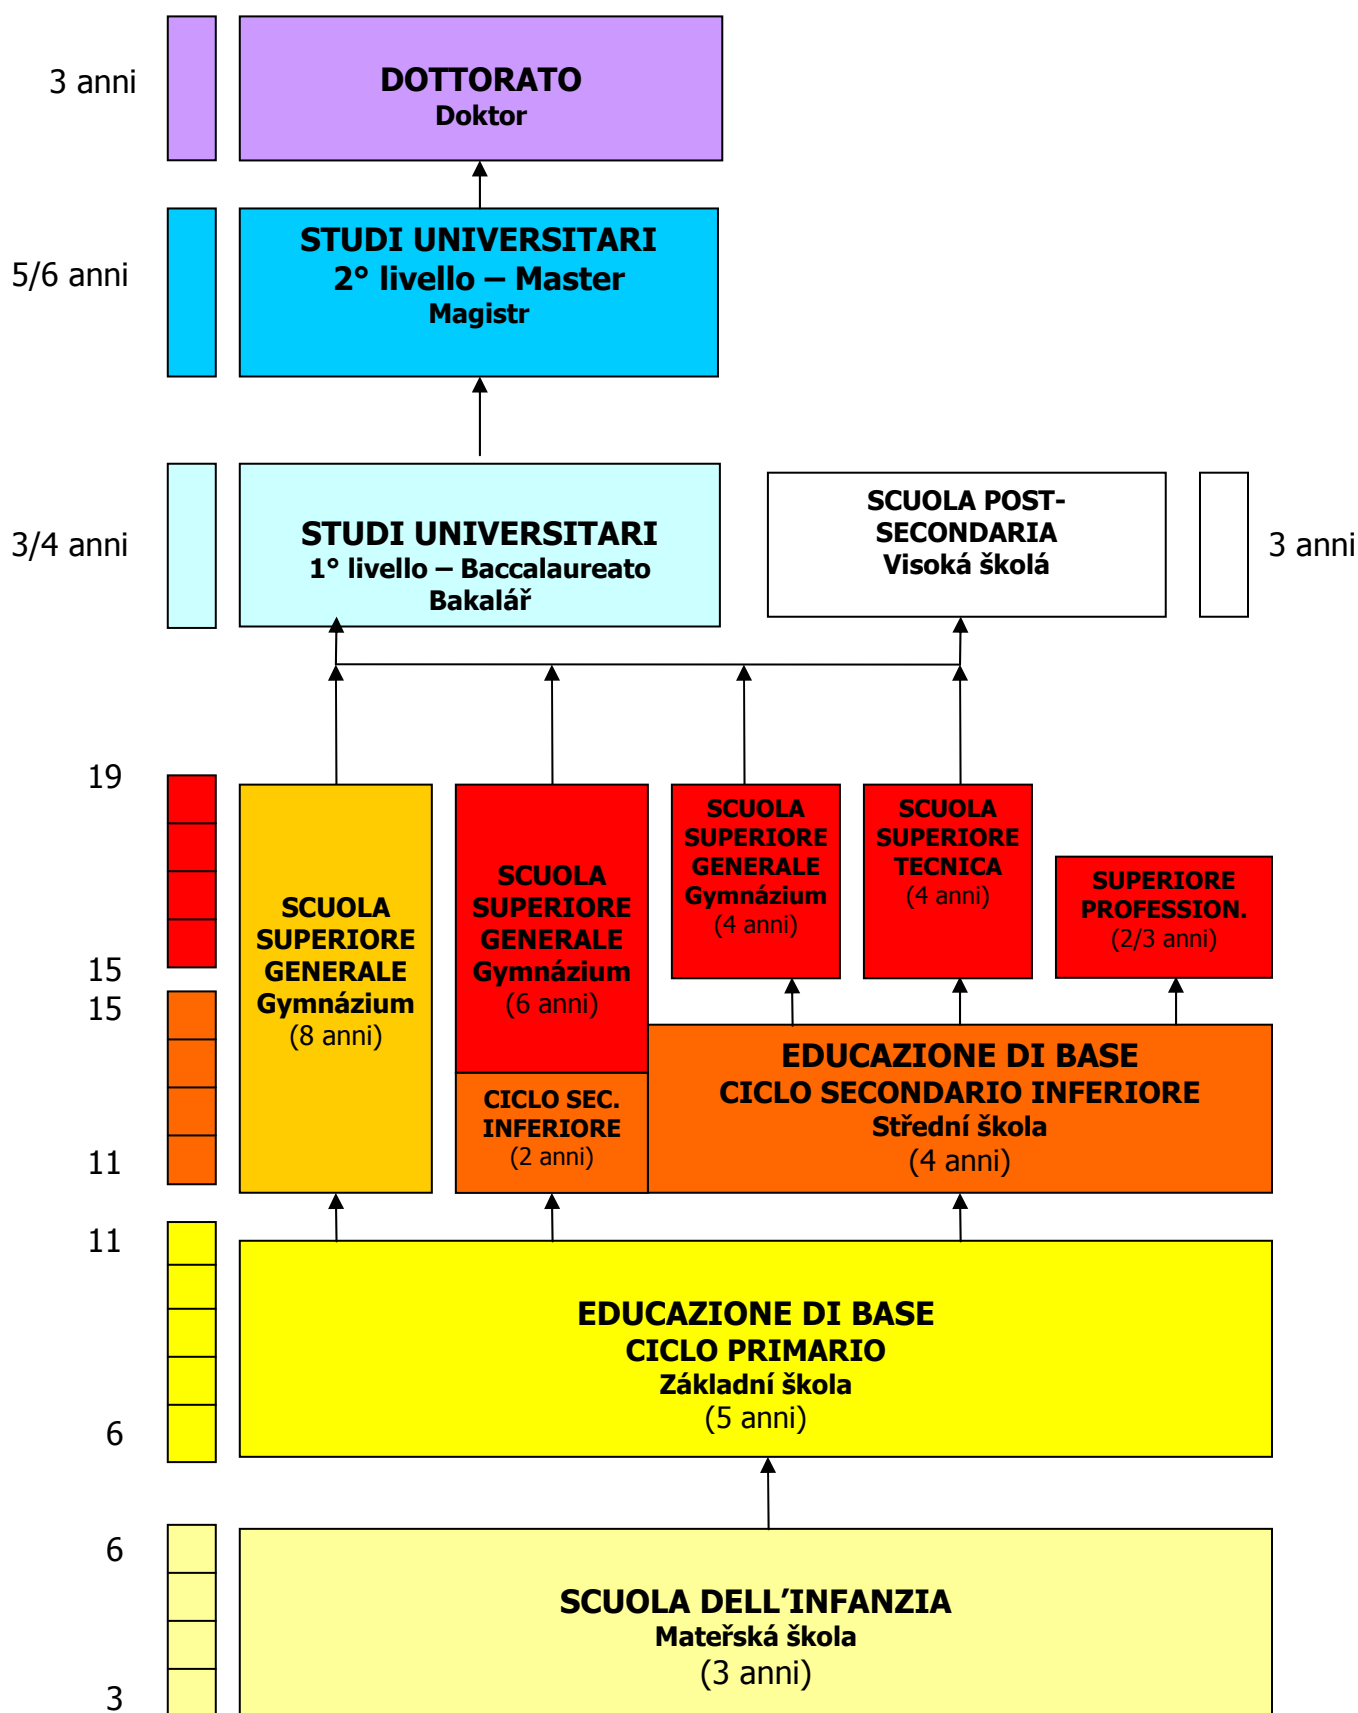 3 anni
DOTTORATO
Doktor
5/6 anni
STUDI UNIVERSITARI
2° livello – Master
Magistr
3/4 anni
STUDI UNIVERSITARI
1° livello – Baccalaureato
Bakalář
SCUOLA POST-
SECONDARIA
Visoká školá
3 anni
19
15
15
11
SCUOLA
SUPERIORE
GENERALE
Gymnázium
(8 anni)
SCUOLA
SUPERIORE
GENERALE
Gymnázium
(6 anni)
CICLO SEC.
INFERIORE
(2 anni)
SCUOLA
SUPERIORE
GENERALE
Gymnázium
(4 anni)
SCUOLA
SUPERIORE
TECNICA
(4 anni)
SUPERIORE
PROFESSION.
(2/3 anni)
EDUCAZIONE DI BASE
CICLO SECONDARIO INFERIORE
Střední škola
(4 anni)
11
6
EDUCAZIONE DI BASE
CICLO PRIMARIO
Základní škola
(5 anni)
6
3
SCUOLA DELL'INFANZIA
Mateřská škola
(3 anni)